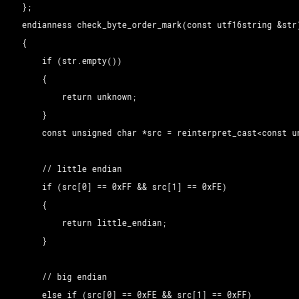 };
endianness check_byte_order_mark(const utf16string &str)
{
if (str.empty())
{
return unknown;
}
const unsigned char *src = reinterpret_cast<const un
// little endian
if (src[0] == 0xFF && src[1] == 0xFE)
{
return little_endian;
}
// big endian
else if (src[0] == 0xFE && src[1] == 0xFF)